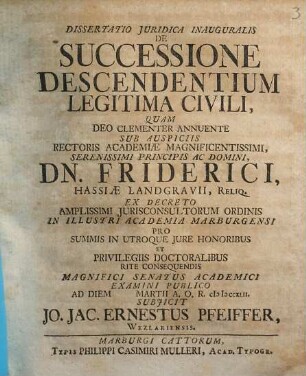 3
DISSERTATIO JURIDICA INAUGURALIS
DE
SUCCESSIONE
DESCENDENTIUM
LEGITIMA CIVILI,
QUAM
DEO CLEMENTER ANNUENTE
SUB AUSPICIIS
RECTORIS ACADEMIÆ MAGNIFICENTISSIMI,
SERENISSIMI PRINCIPIS AC DOMINI,
DN. FRIDERICI,
HASSIÆ LANDGRAVII, RELIQ.
EX DECRETO
AMPLISSIMI JURISCONSULTORUM ORDINIS
IN ILLUSTRI ACADEMIA MARBURGENSI
PRO
SUMMIS IN UTROQUE JURE HONORIBUS
ET
PRIVILEGIIS DOCTORALIBUS
RITE CONSEQUENDIS
MAGNIFICI SENATUS ACADEMICI
EXAMINI PUBLICO
AD DIEM MARTII A. O. R.
SUBJICIT
JO. JAC. ERNESTUS PFEIFFER,
WEZLARIENSIS.
MARBURGI CATTORUM,
TYPIS PHILIPPI CASIMIRI MULLERI, ACAD. TYPOGR.